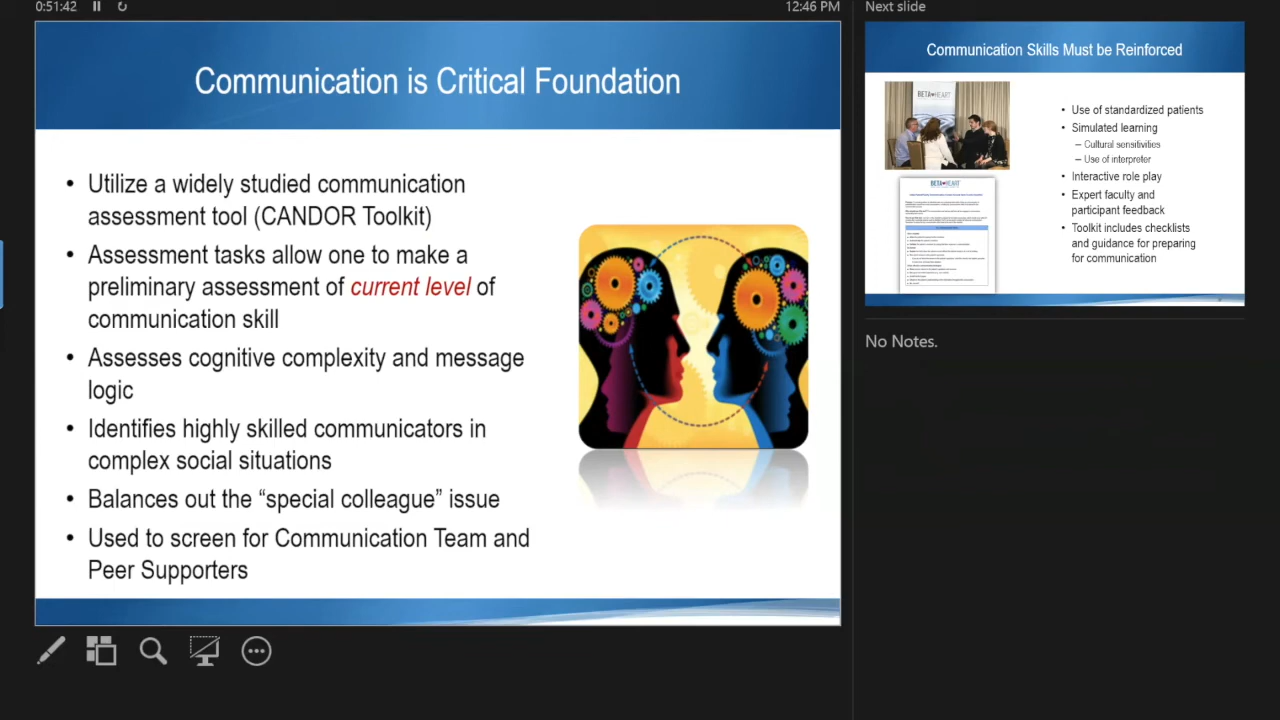 0:51:42
12:46 PM
Communication is Critical Foundation
• Utilize a widely studied communication
assessment tool (CANDOR Toolkit)
• Assessment tasks allow one to make a
preliminary assessment of current level of
communication skill
• Assesses cognitive complexity and message
logic
• Identifies highly skilled communicators in
complex social situations
• Balances out the “special colleague” issue
• Used to screen for Communication Team and
Peer Supporters
Next slide
Communication Skills Must be Reinforced
BETA HEART
BETA HEART
• Use of standardized patients
• Simulated learning
– Cultural sensitivities
– Use of interpreter
• Interactive role play
• Expert faculty and
participant feedback
• Toolkit includes checklists
and guidance for preparing
for communication
No Notes.